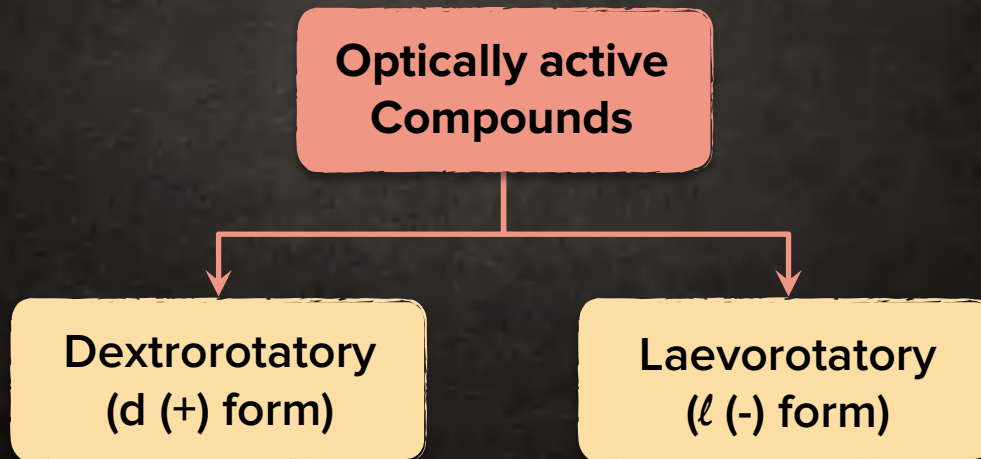 Optically active
Compounds
Dextrorotatory
(d (+) form)
Laevorotatory
(ℓ (-) form)